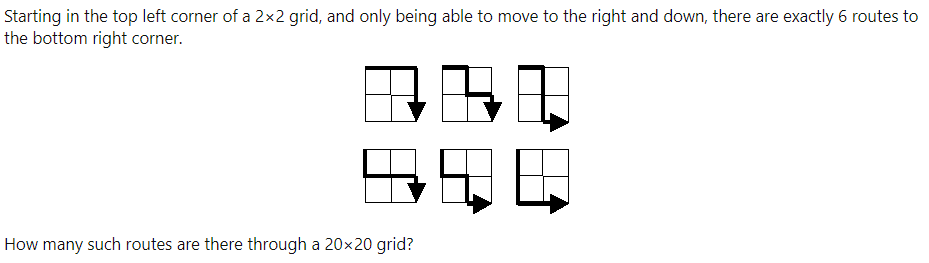 Starting in the top left corner of a 2×2 grid, and only being able to move to the right and down, there are exactly 6 routes to
the bottom right corner.
How many such routes are there through a 20×20 grid?